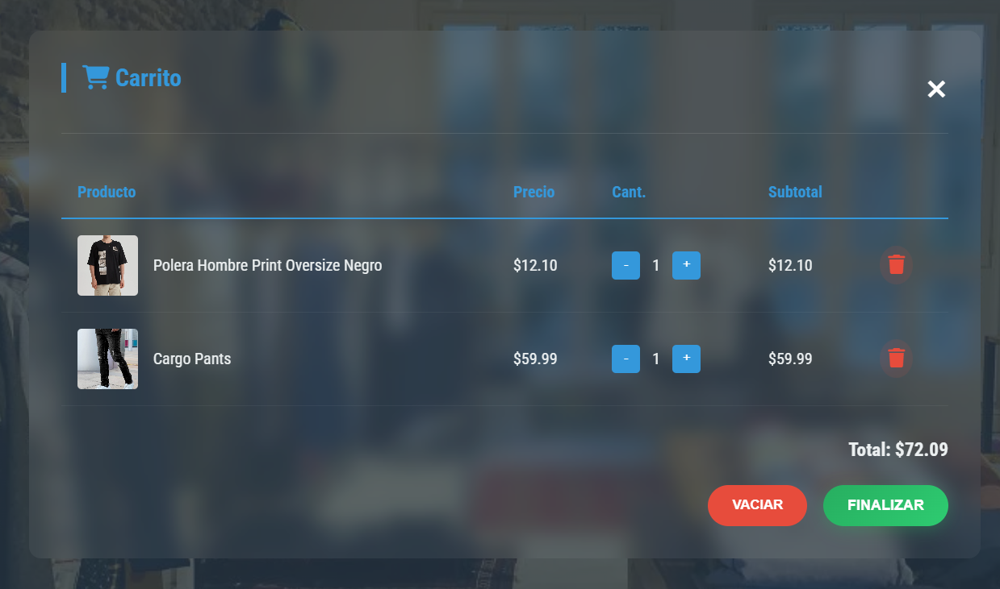 Carrito
Producto Precio Cant. Subtotal
Polera Hombre Print Oversize Negro $12.10 - 1 + $12.10
Cargo Pants $59.99 - 1 + $59.99
Total: $72.09
VACIAR FINALIZAR